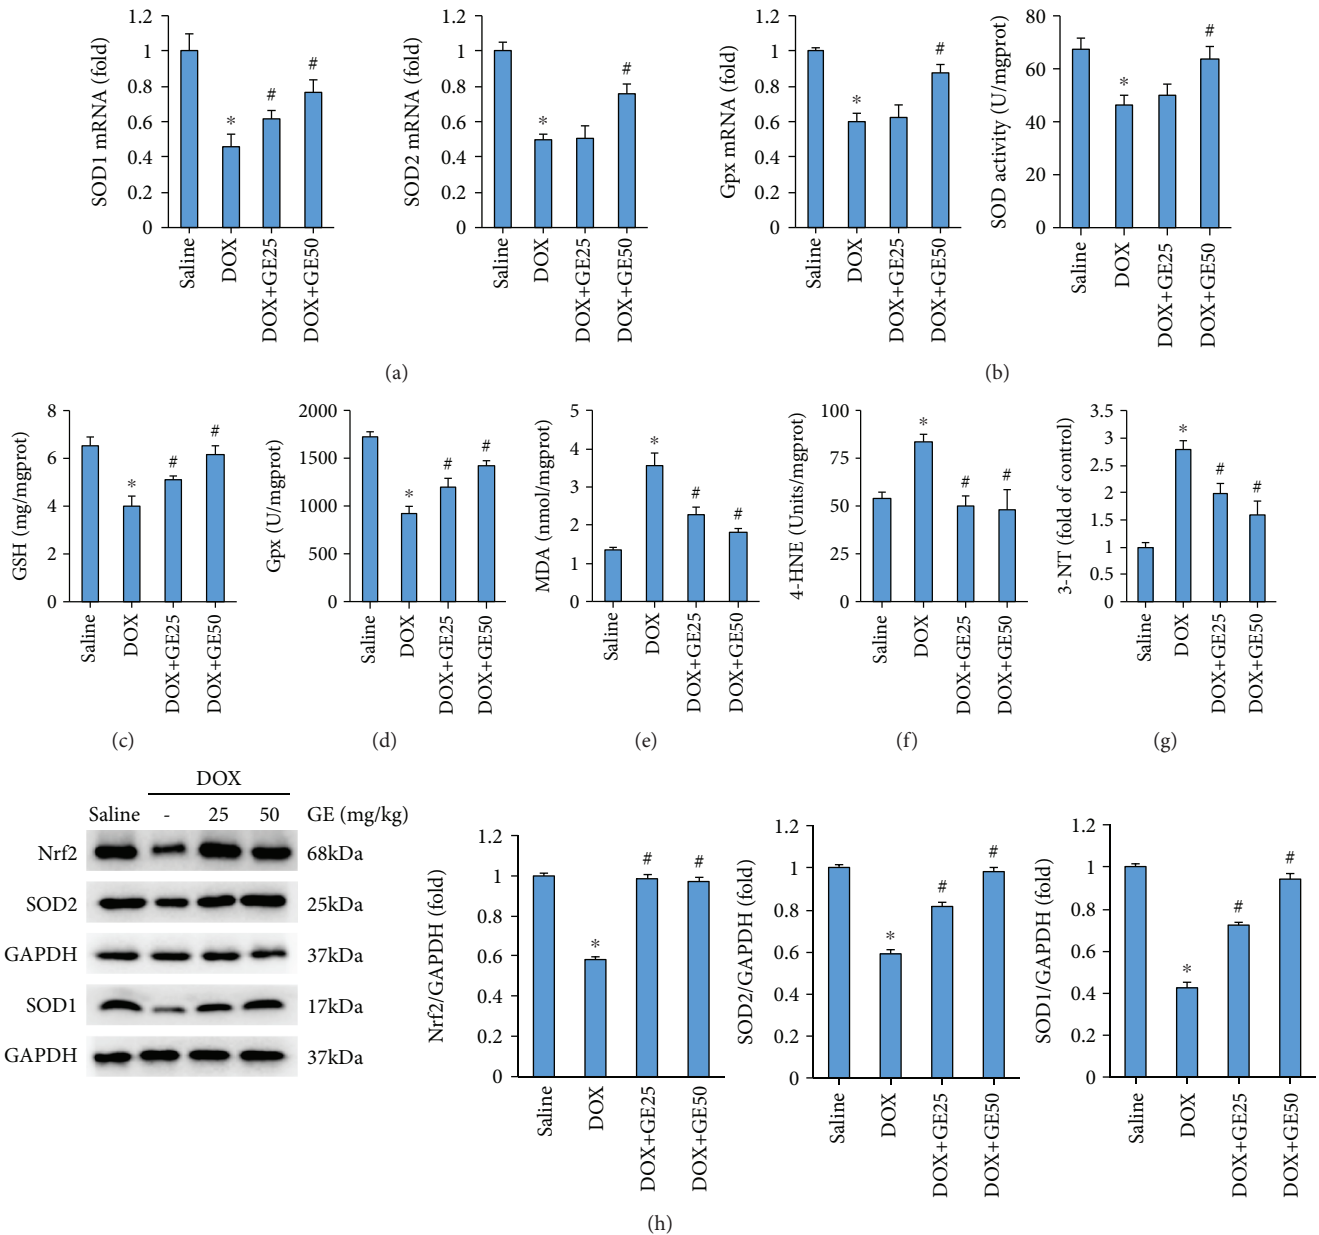 SOD1 mRNA (fold)
1.2
1
0.8
0.6
0.4
0.2
0
*
#
#
Saline
DOX
DOX+GE25
DOX+GE50
SOD2 mRNA (fold)
1.2
1
0.8
0.6
0.4
0.2
0
*
#
Saline
DOX
DOX+GE25
DOX+GE50
Gpx mRNA (fold)
1.2
1
0.8
0.6
0.4
0.2
0
*
#
Saline
DOX
DOX+GE25
DOX+GE50
SOD activity (U/mgprot)
80
60
40
20
0
*
#
Saline
DOX
DOX+GE25
DOX+GE50
(a)
(b)
GSH (mg/mgprot)
8
6
4
2
0
*
#
#
Saline
DOX
DOX+GE25
DOX+GE50
(c)
Gpx (U/mgprot)
2000
1500
1000
500
0
*
#
#
Saline
DOX
DOX+GE25
DOX+GE50
(d)
MDA (nmol/mgprot)
5
4
3
2
1
0
*
#
#
Saline
DOX
DOX+GE25
DOX+GE50
(e)
4-HNE (Units/mgprot)
100
75
50
25
0
*
#
#
Saline
DOX
DOX+GE25
DOX+GE50
(f)
3-NT (fold of control)
3.5
3
2.5
2
1.5
1
0.5
0
*
#
#
Saline
DOX
DOX+GE25
DOX+GE50
(g)
DOX
Saline - 25 50 GE (mg/kg)
Nrf2 68kDa
SOD2 25kDa
GAPDH 37kDa
SOD1 17kDa
GAPDH 37kDa
Nrf2/GAPDH (fold)
1.2
1
0.8
0.6
0.4
0.2
0
*
#
#
Saline
DOX
DOX+GE25
DOX+GE50
SOD2/GAPDH (fold)
1.2
1
0.8
0.6
0.4
0.2
0
*
#
#
Saline
DOX
DOX+GE25
DOX+GE50
SOD1/GAPDH (fold)
1.2
1
0.8
0.6
0.4
0.2
0
*
#
#
Saline
DOX
DOX+GE25
DOX+GE50
(h)